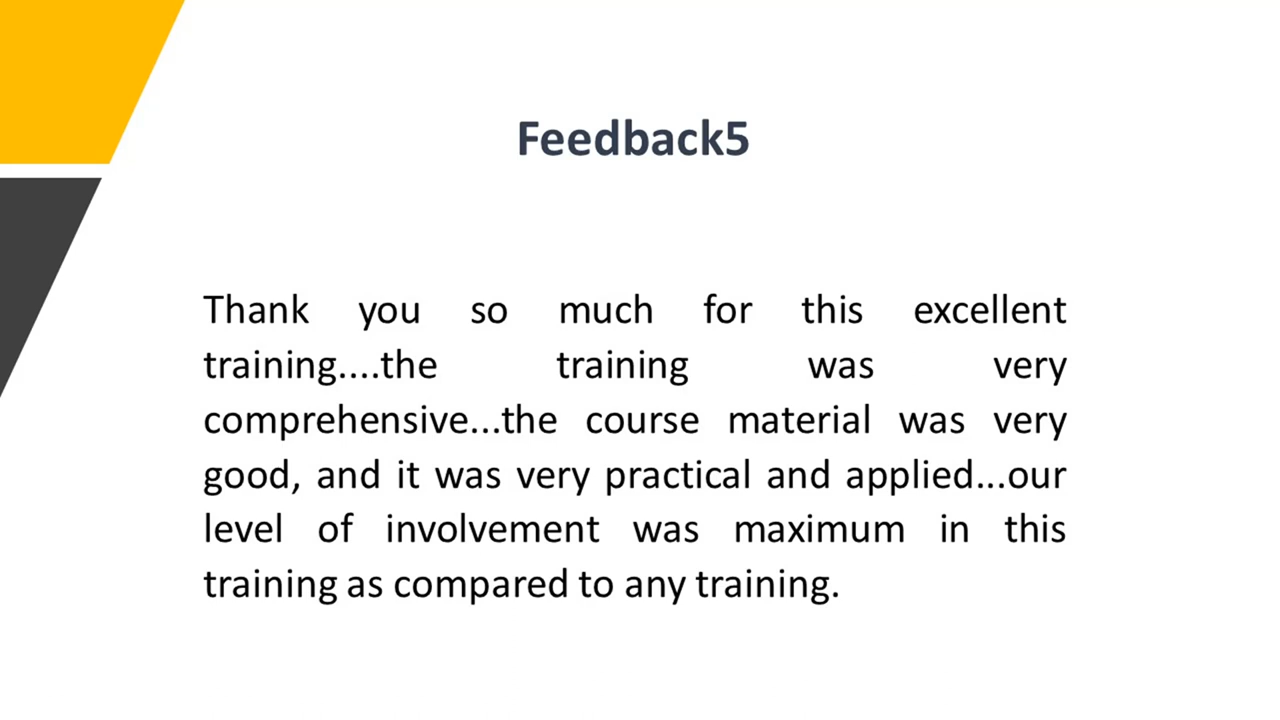 Feedback5
Thank you so much for this excellent
training....the training was very
comprehensive...the course material was very
good, and it was very practical and applied...our
level of involvement was maximum in this
training as compared to any training.